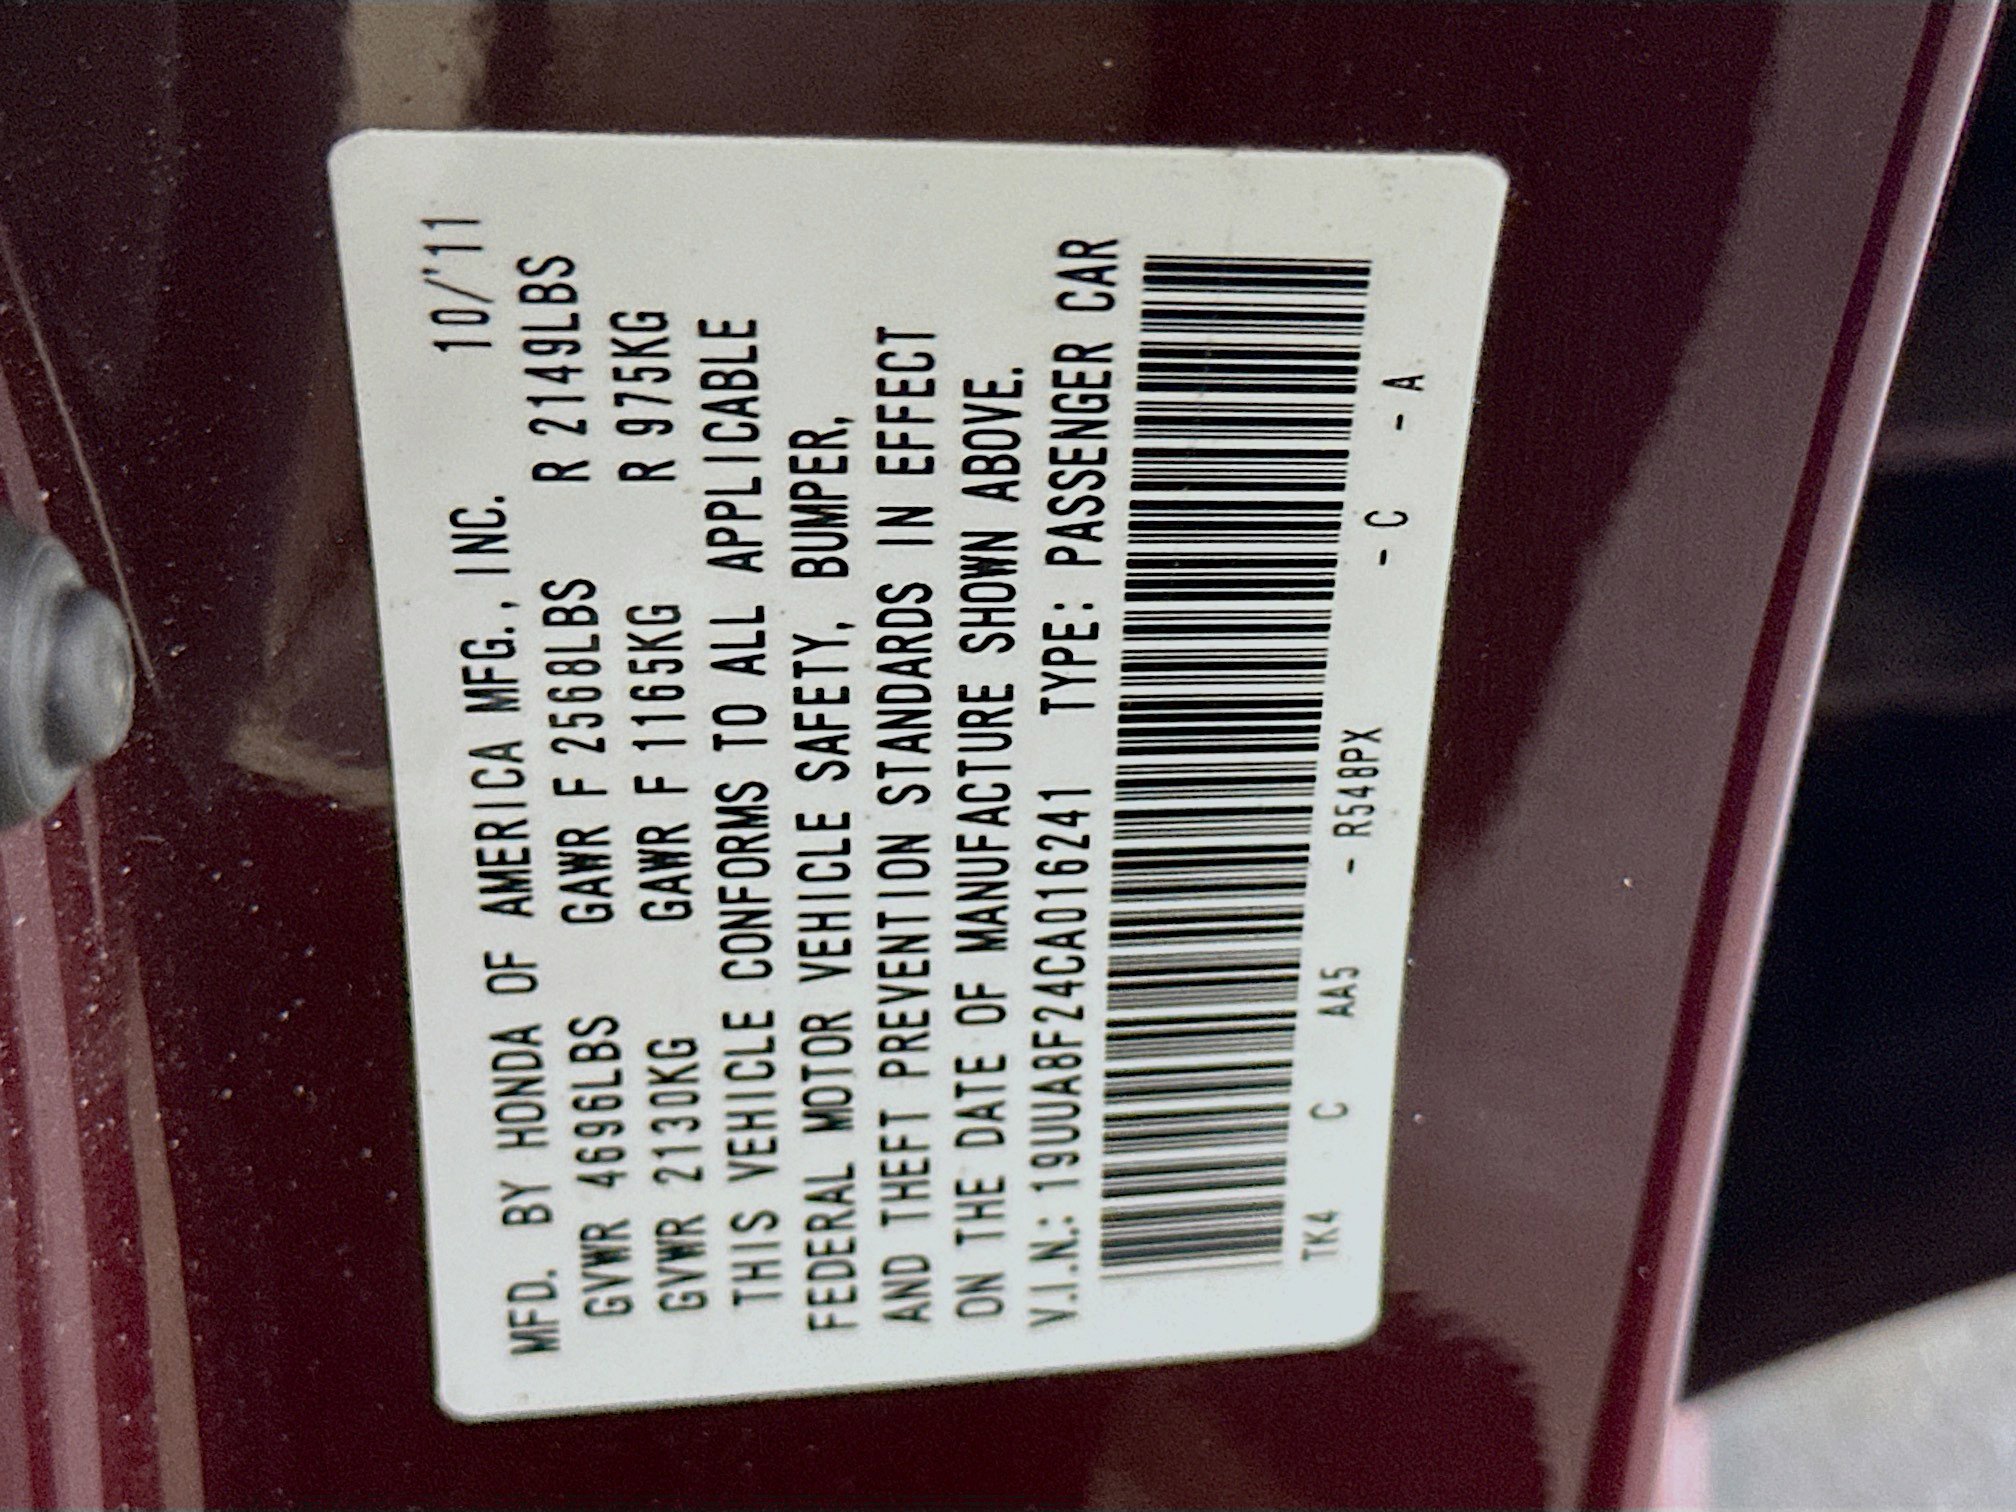 MFD. BY HONDA OF AMERICA MFG., INC. 10/'11
GVWR 4696LBS GAWR F 2568LBS R 2149LBS
GVWR 2130KG GAWR F 1165KG R 975KG
THIS VEHICLE CONFORMS TO ALL APPLICABLE
FEDERAL MOTOR VEHICLE SAFETY, BUMPER,
AND THEFT PREVENTION STANDARDS IN EFFECT
ON THE DATE OF MANUFACTURE SHOWN ABOVE.
V.I.N.: 19UUA8F24CA016241 TYPE: PASSENGER CAR
TK4 C AA5 - R548PX - C - A